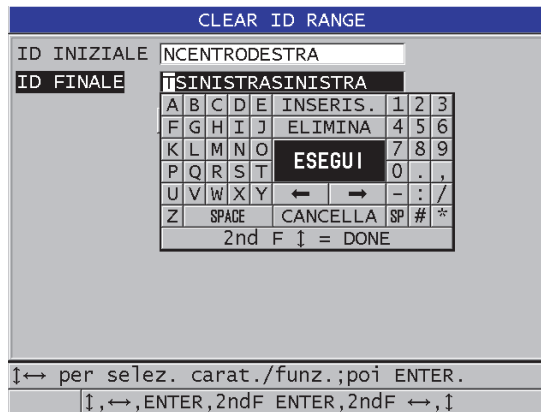 CLEAR ID RANGE
ID INIZIALE NCENTRODESTRA
ID FINALE TSINISTRASINISTRA
A B C D E INSERIS. 1 2 3
F G H I J ELIMINA 4 5 6
K L M N O ESEGUI 7 8 9
P Q R S T 0 . ,
U V W X Y ← → - : /
Z SPACE CANCELLA SP # *
2nd F ↕ = DONE
↕↔ per selez. carat./funz.;poi ENTER.
↕,↔,ENTER,2ndF ENTER,2ndF ↔,↕